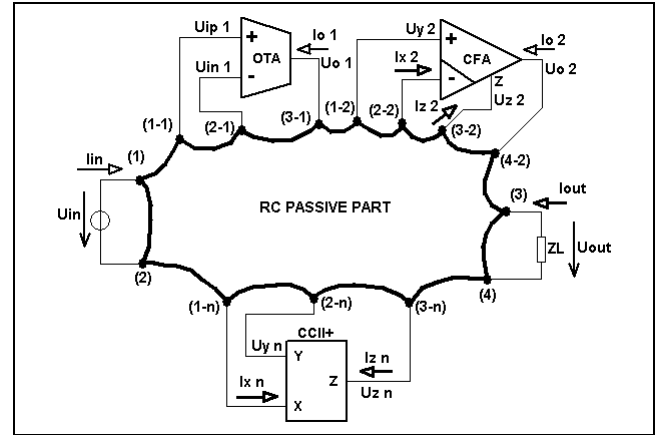 Uip 1
+
OTA
-
Io 1
Uin 1
Uo 1
Uy 2
+
CFA
-
Io 2
Ix 2
Uo 2
Z
Iz 2
Uz 2
(1-1)
(2-1)
(3-1)
(1-2)
(2-2)
(3-2)
(4-2)
(1)
Iin
Uin
(2)
RC PASSIVE PART
(3)
Iout
ZL
Uout
(4)
(1-n)
(2-n)
(3-n)
CCII+
Uy n
Y
Iz n
Z
Ix n
Uz n
X